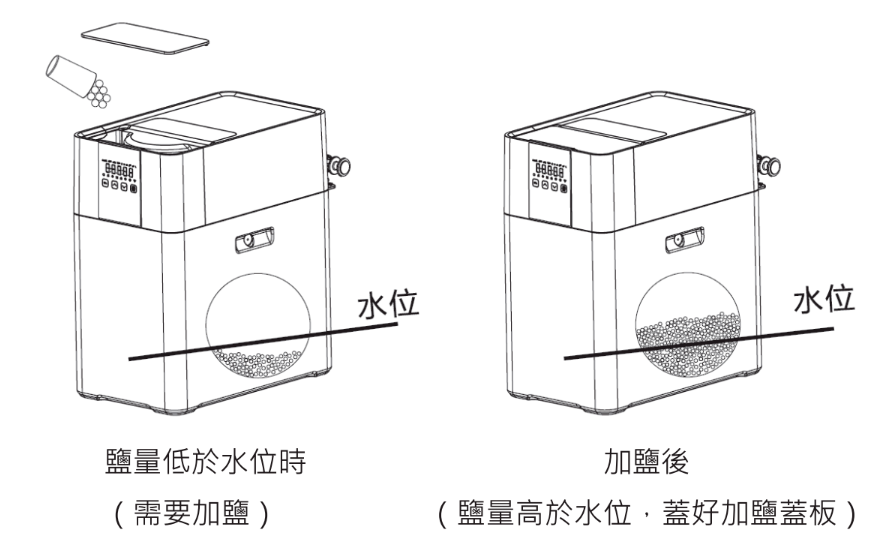 水位
水位
鹽量低於水位時
（需要加鹽）
加鹽後
（鹽量高於水位，蓋好加鹽蓋板）